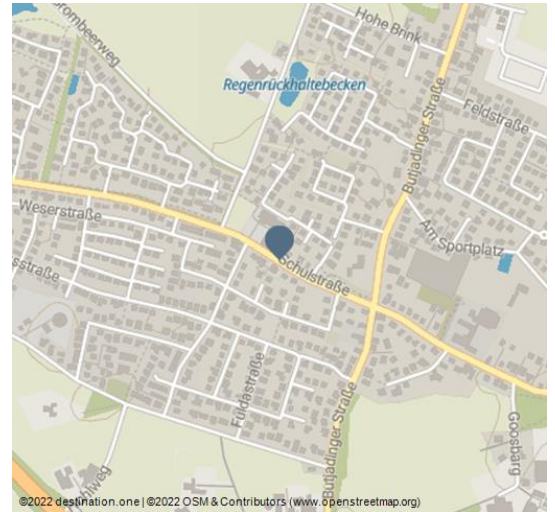 Hohe Brink
Brombeerweg
Regenrückhaltebecken
Butjadinger Straße
Feldstraße
Weserstraße
Am Sportplatz
Schulstraße
Fuldastraße
Butjadinger Straße
Goosbarg
©2022 destination.one | ©2022 OSM & Contributors (www.openstreetmap.org)